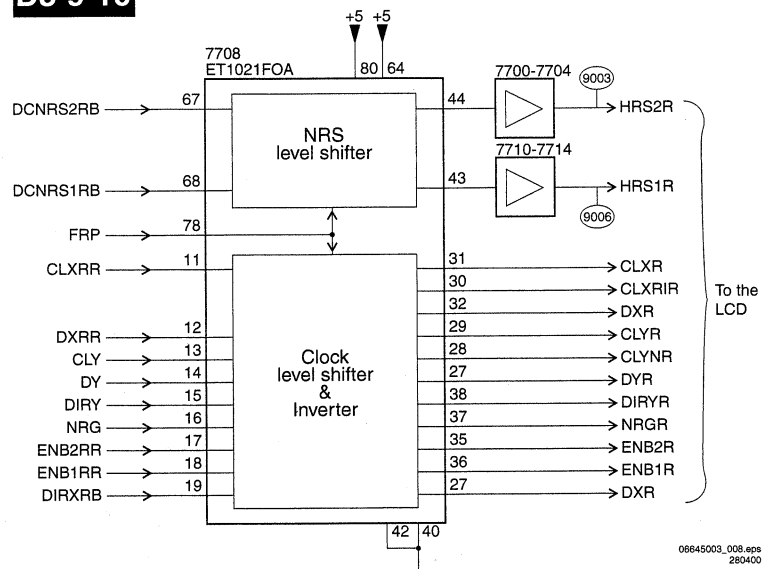 +5 +5
7708
ET1021FOA
80 64
7700-7704
9003
DCNRS2RB 67
44
HRS2R
NRS
level shifter
7710-7714
DCNRS1RB 68
43
HRS1R
9006
FRP 78
CLXRR 11
31 CLXR
30 CLXRIR
32 DXR
To the
LCD
DXRR 12
29 CLYR
CLY 13
28 CLYNR
DY 14
27 DYR
DIRY 15
38 DIRYR
NRG 16
37 NRGR
ENB2RR 17
35 ENB2R
ENB1RR 18
36 ENB1R
DIRXRB 19
27 DXR
Clock
level shifter
&
Inverter
42 40
06645003_008.eps
280400